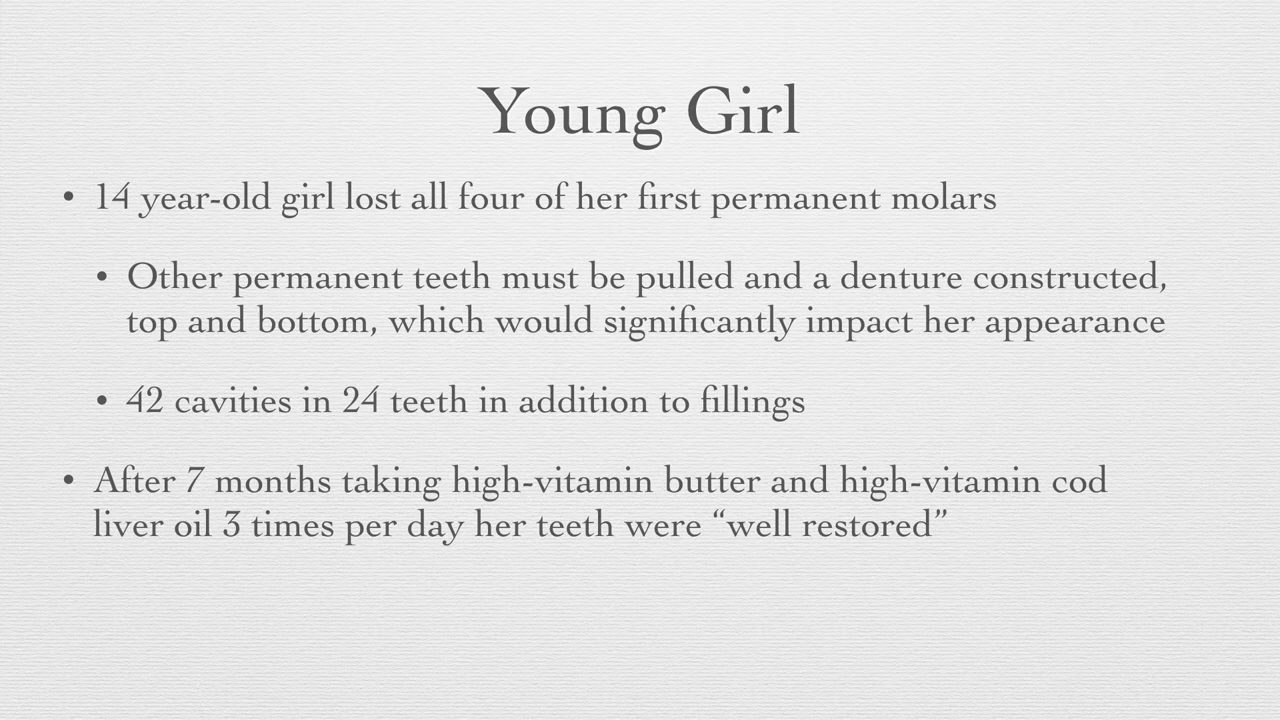 Young Girl
• 14 year-old girl lost all four of her first permanent molars
• Other permanent teeth must be pulled and a denture constructed,
top and bottom, which would significantly impact her appearance
• 42 cavities in 24 teeth in addition to fillings
• After 7 months taking high-vitamin butter and high-vitamin cod
liver oil 3 times per day her teeth were “well restored”